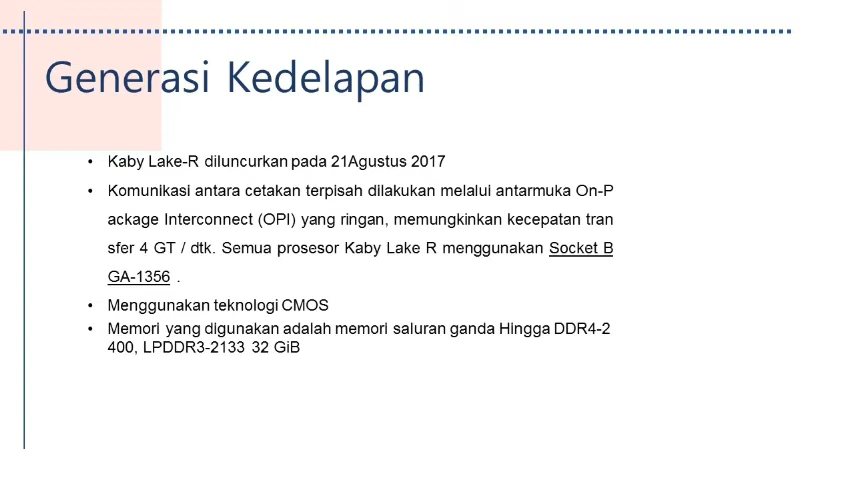 Generasi Kedelapan
• Kaby Lake-R diluncurkan pada 21Agustus 2017
• Komunikasi antara cetakan terpisah dilakukan melalui antarmuka On-P
ackage Interconnect (OPI) yang ringan, memungkinkan kecepatan tran
sfer 4 GT / dtk. Semua prosesor Kaby Lake R menggunakan Socket B
GA-1356 .
• Menggunakan teknologi CMOS
• Memori yang digunakan adalah memori saluran ganda Hingga DDR4-2
400, LPDDR3-2133 32 GiB